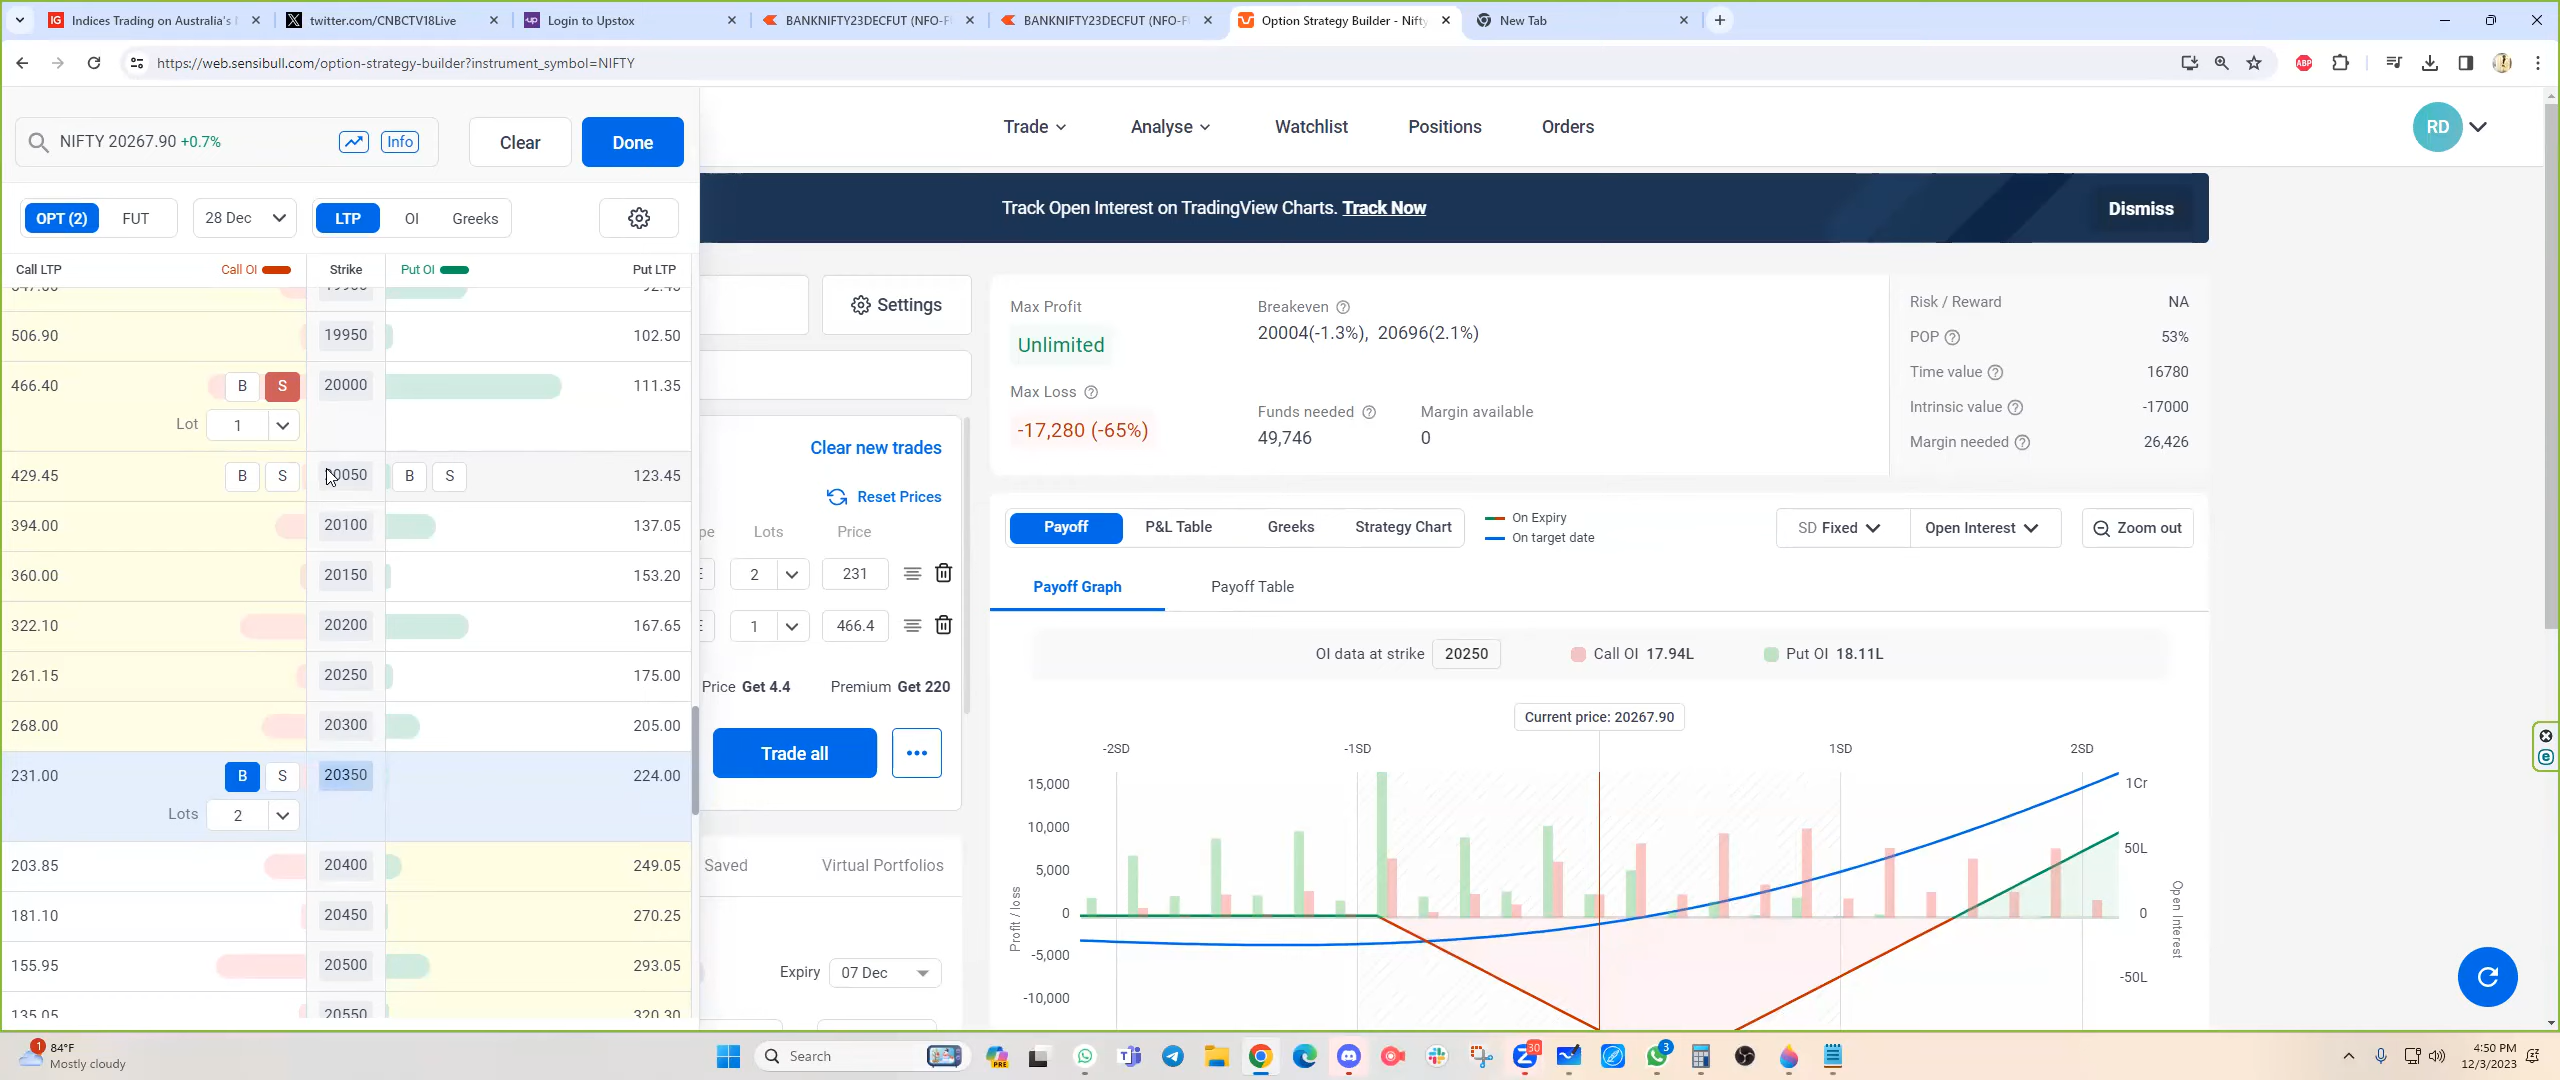 Indices Trading on Australia's
twitter.com/CNBCTV18Live
Login to Upstox
BANKNIFTY23DECFUT (NFO-F
BANKNIFTY23DECFUT (NFO-F
Option Strategy Builder - Nifty
New Tab
https://web.sensibull.com/option-strategy-builder?instrument_symbol=NIFTY
NIFTY 20267.90 +0.7%
Info
Clear
Done
Trade
Analyse
Watchlist
Positions
Orders
RD
Track Open Interest on TradingView Charts. Track Now
Dismiss
OPT (2)
FUT
28 Dec
LTP
OI
Greeks
Call LTP
Call OI
Strike
Put OI
Put LTP
506.90 19950 102.50
466.40 B S 20000 111.35
Lot 1
429.45 B S 0050 B S 123.45
394.00 20100 137.05
360.00 20150 153.20
322.10 20200 167.65
261.15 20250 175.00
268.00 20300 205.00
231.00 B S 20350 224.00
Lots 2
203.85 20400 249.05
181.10 20450 270.25
155.95 20500 293.05
135.05 20550 320.30
Settings
Clear new trades
Reset Prices
pe Lots Price
2 231
1 466.4
Price Get 4.4 Premium Get 220
Trade all
Saved
Virtual Portfolios
Expiry 07 Dec
Max Profit
Unlimited
Max Loss
-17,280 (-65%)
Breakeven
20004(-1.3%), 20696(2.1%)
Funds needed
49,746
Margin available
0
Risk / Reward NA
POP 53%
Time value 16780
Intrinsic value -17000
Margin needed 26,426
Payoff
P&L Table
Greeks
Strategy Chart
On Expiry
On target date
SD Fixed
Open Interest
Zoom out
Payoff Graph
Payoff Table
OI data at strike 20250 Call OI 17.94L Put OI 18.11L
Current price: 20267.90
-2SD -1SD 1SD 2SD
15,000
10,000
5,000
0
-5,000
-10,000
Profit / loss
1Cr
50L
0
-50L
Open Interest
1
84°F
Mostly cloudy
Search
PRE
30
3
4:50 PM
12/3/2023